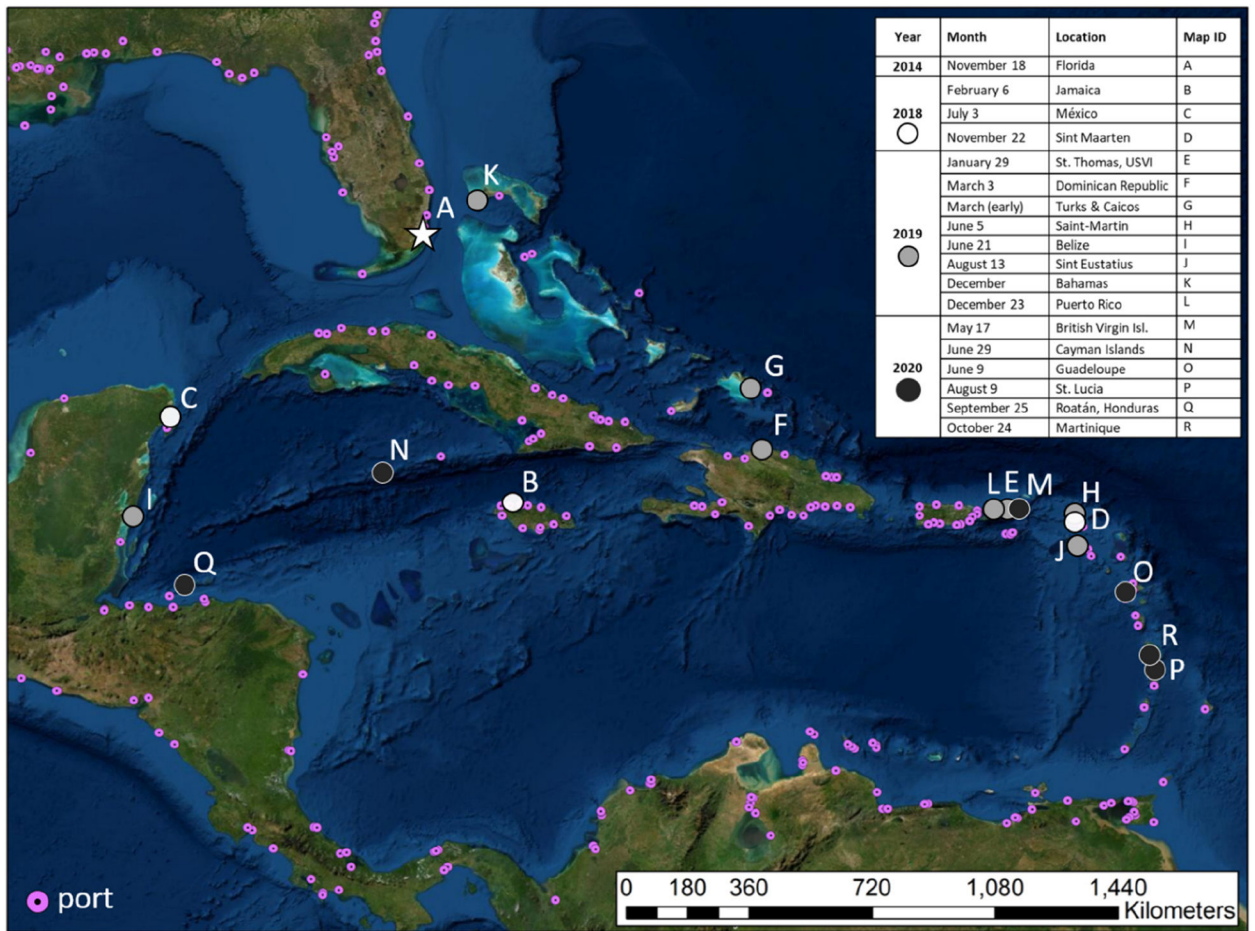 Year Month Location Map ID
2014 November 18 Florida A
2018 February 6 Jamaica B
July 3 México C
November 22 Sint Maarten D
2019 January 29 St. Thomas, USVI E
March 3 Dominican Republic F
March (early) Turks & Caicos G
June 5 Saint-Martin H
June 21 Belize I
August 13 Sint Eustatius J
December Bahamas K
December 23 Puerto Rico L
2020 May 17 British Virgin Isl. M
June 29 Cayman Islands N
June 9 Guadeloupe O
August 9 St. Lucia P
September 25 Roatán, Honduras Q
October 24 Martinique R
K
A
G
C
F
N
B
L E M H
I
D
J
Q
O
R
P
port
0 180 360 720 1,080 1,440
Kilometers